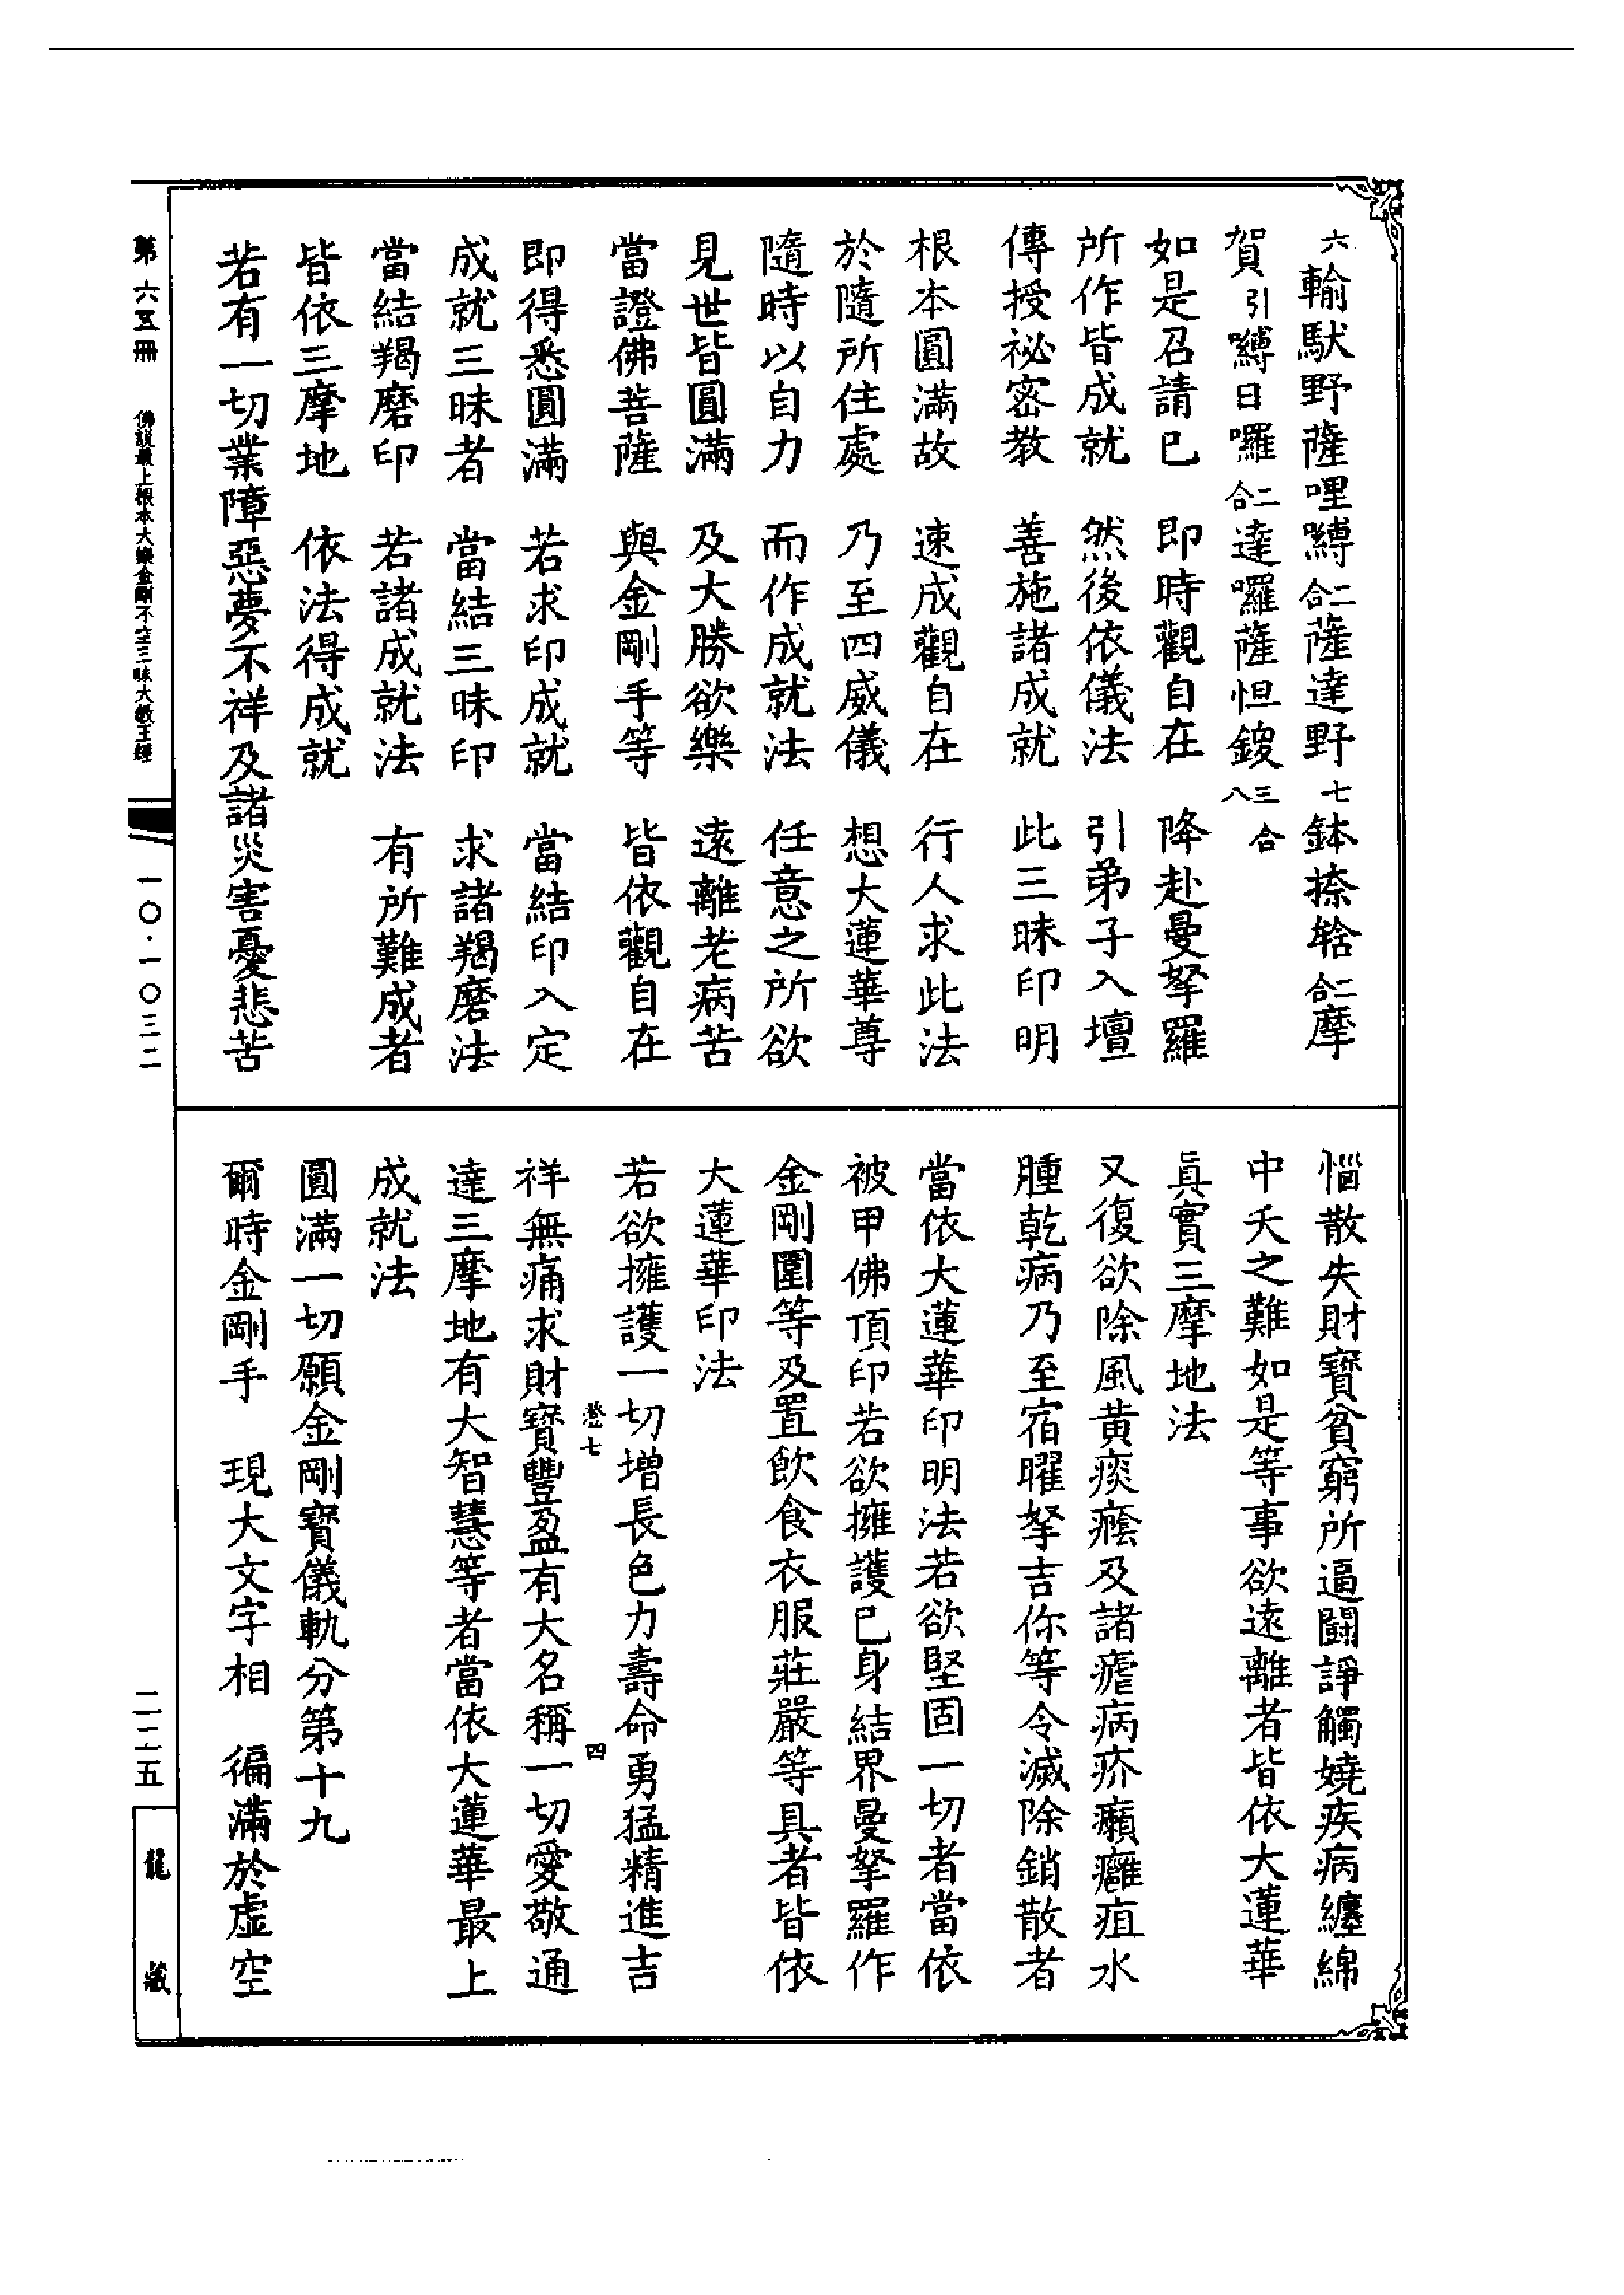 六輸馱野薩哩嚩二合薩達野七鉢捺𤚥二合摩
賀引嚩日囉二合達囉薩怛鑁三合八
如是召請已　即時觀自在　降赴曼拏羅
所作皆成就　然後依儀法　引弟子入壇
傳授祕密教　善施諸成就　此三昧印明
根本圓滿故　速成觀自在　行人求此法
於隨所住處　乃至四威儀　想大蓮華尊
隨時以自力　而作成就法　任意之所欲
見世皆圓滿　及大勝欲樂　遠離老病苦
當證佛菩薩　與金剛手等　皆依觀自在
即得悉圓滿　若求印成就　當結印入定
成就三昧者　當結三昧印　求諸羯磨法
當結羯磨印　若諸成就法　有所難成者
皆依三摩地　依法得成就
若有一切業障惡夢不祥及諸災害憂悲苦
惱散失財寶貧窮所逼鬪諍觸嬈疾病纏綿
中夭之難如是等事欲遠離者皆依大蓮華
真實三摩地法
又復欲除風黃痰癊及諸瘧病疥癩癰疽水
腫乾病乃至宿曜拏吉你等令滅除銷散者
當依大蓮華印明法若欲堅固一切者當依
被甲佛頂印若欲擁護已身結界曼拏羅作
金剛圍等及置飲食衣服莊嚴等具者皆依
大蓮華印法
若欲擁護一切增長色力壽命勇猛精進吉
祥無痛求財寶豐盈有大名稱一切愛敬通
達三摩地有大智慧等者當依大蓮華最上
成就法
圓滿一切願金剛寶儀軌分第十九
爾時金剛手　現大文字相　徧滿於虛空
七
四
第六五冊　佛說最上根本大樂金剛不空三昧大教王經
一〇·一〇三二
二二五
龍藏